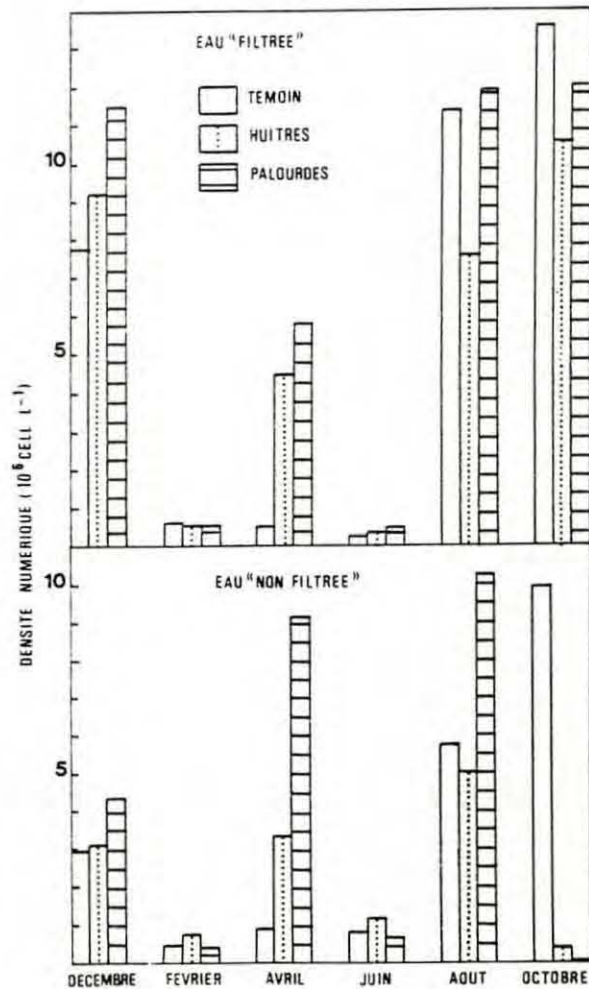 EAU "FILTREE"
TEMOIN
HUITRES
PALOURDES
10
5
DENSITE NUMERIQUE (10⁶ CELL L⁻¹)
EAU "NON FILTREE"
10
5
DECEMBRE FEVRIER AVRIL JUIN AOUT OCTOBRE